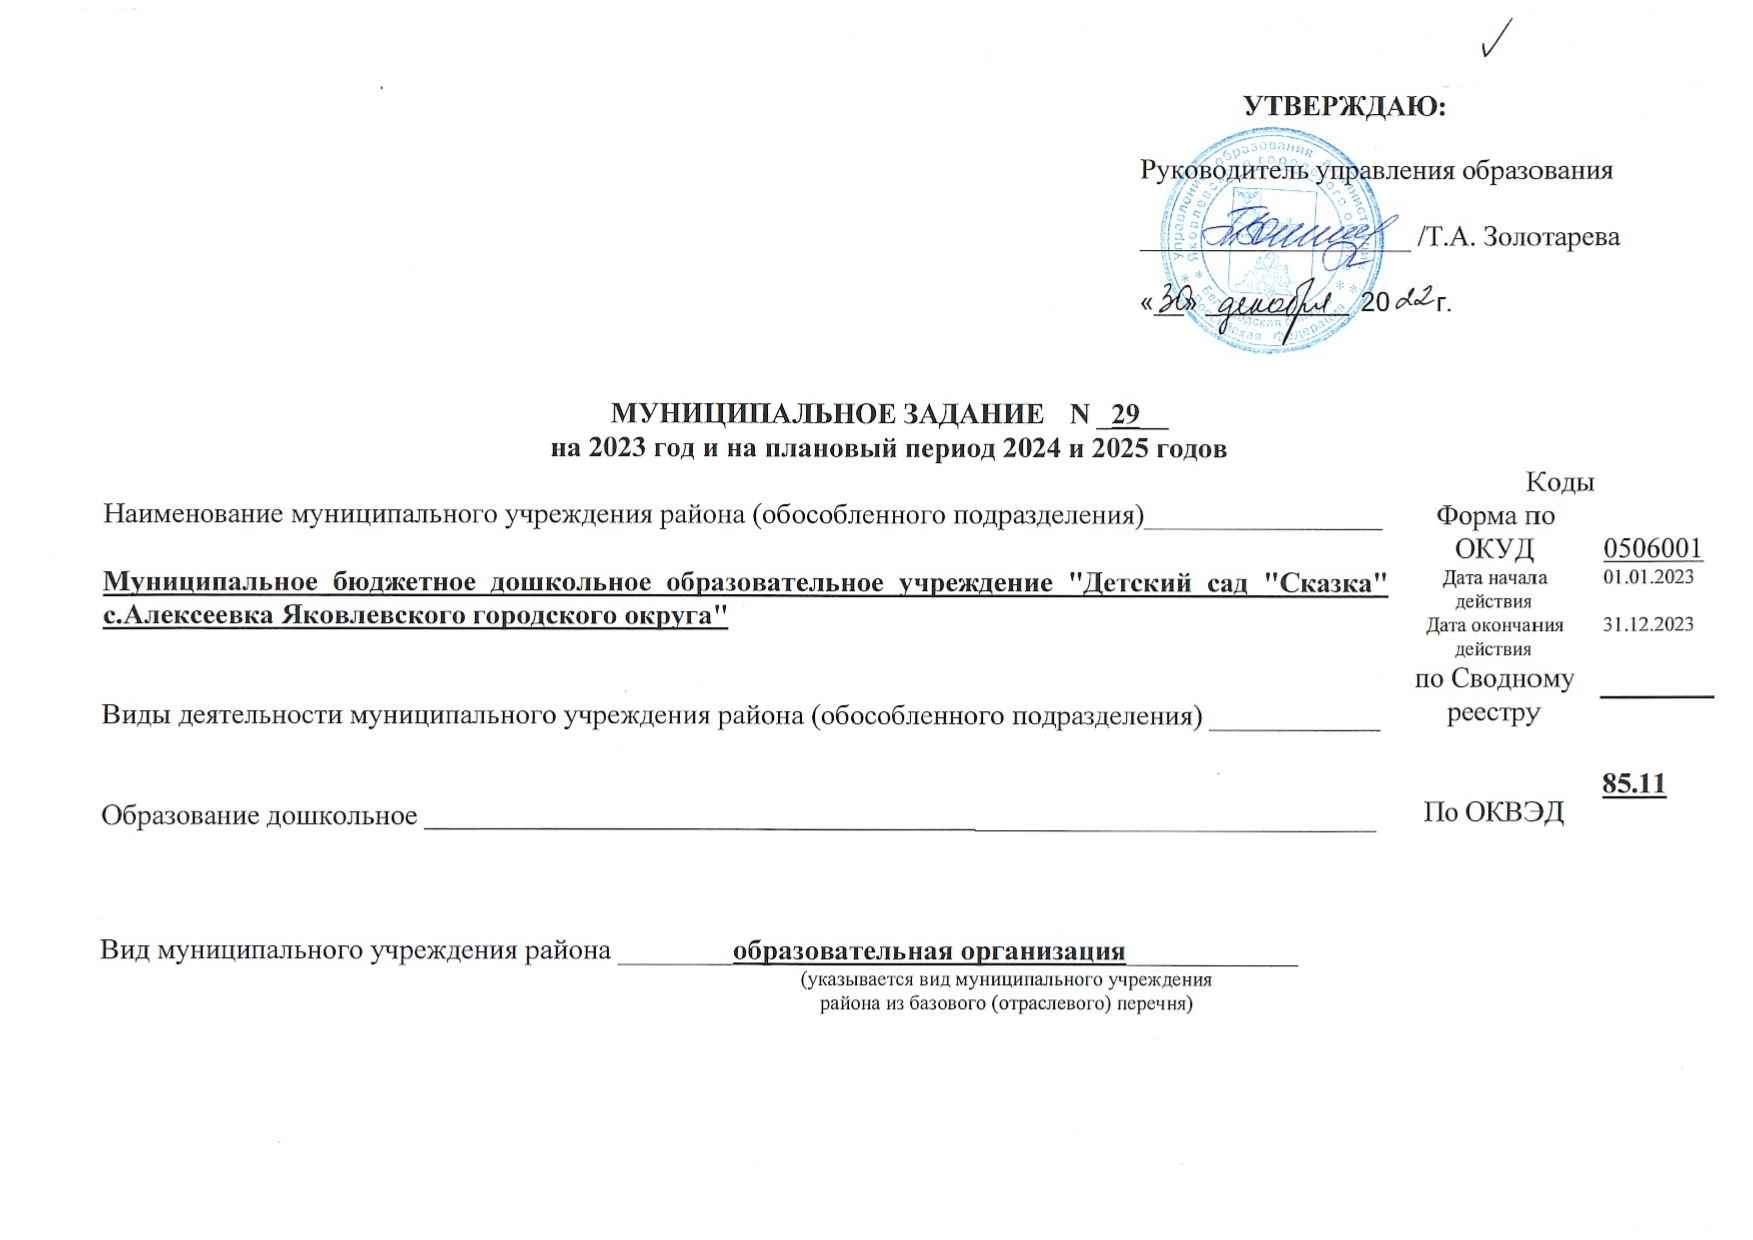 УТВЕРЖДАЮ:
Руководитель управления образования
/Т.А. Золотарева
«30» декабря 2022 г.
МУНИЦИПАЛЬНОЕ ЗАДАНИЕ N 29
на 2023 год и на плановый период 2024 и 2025 годов
Коды
Наименование муниципального учреждения района (обособленного подразделения)
Форма по
ОКУД 0506001
Муниципальное бюджетное дошкольное образовательное учреждение "Детский сад "Сказка"
с.Алексеевка Яковлевского городского округа"
Дата начала 01.01.2023
действия
Дата окончания 31.12.2023
действия
по Сводному
реестру
Виды деятельности муниципального учреждения района (обособленного подразделения)
85.11
Образование дошкольное
По ОКВЭД
Вид муниципального учреждения района образовательная организация
(указывается вид муниципального учреждения
района из базового (отраслевого) перечня)